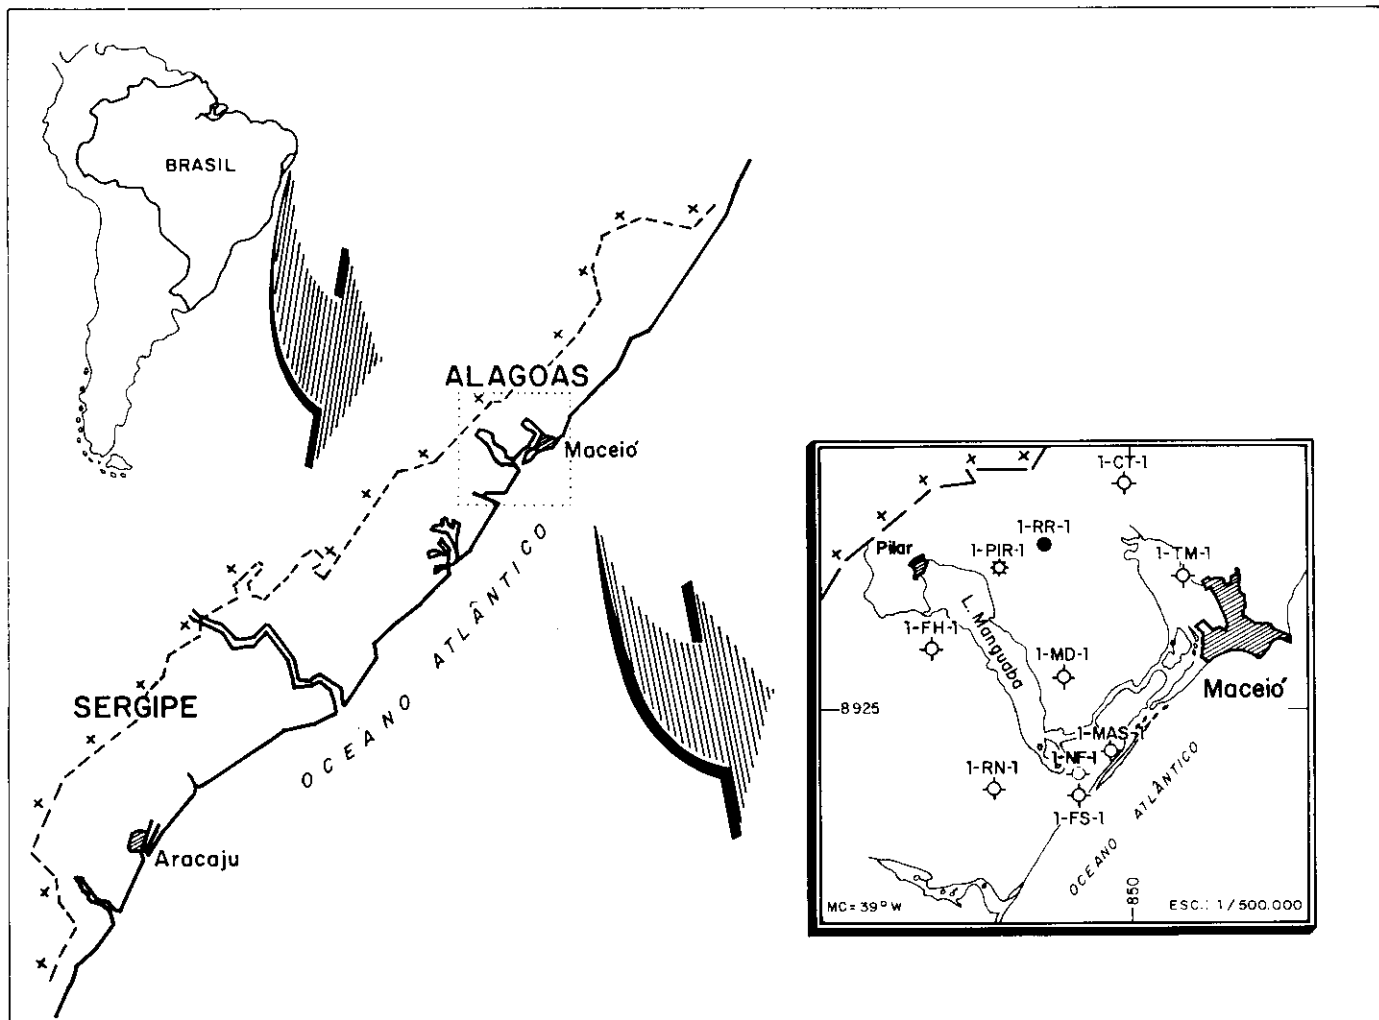 BRASIL
ALAGOAS
Maceió
OCEANO ATLÂNTICO
SERGIPE
Aracaju
1-CT-1
1-RR-1
Pilar
1-PIR-1
1-TM-1
L. Manguaba
1-FH-1
1-MD-1
Maceió
8925
1-MAS-1
1-NF-1
1-RN-1
1-FS-1
OCEANO ATLÂNTICO
MC=39°W
850
ESC.: 1/500.000